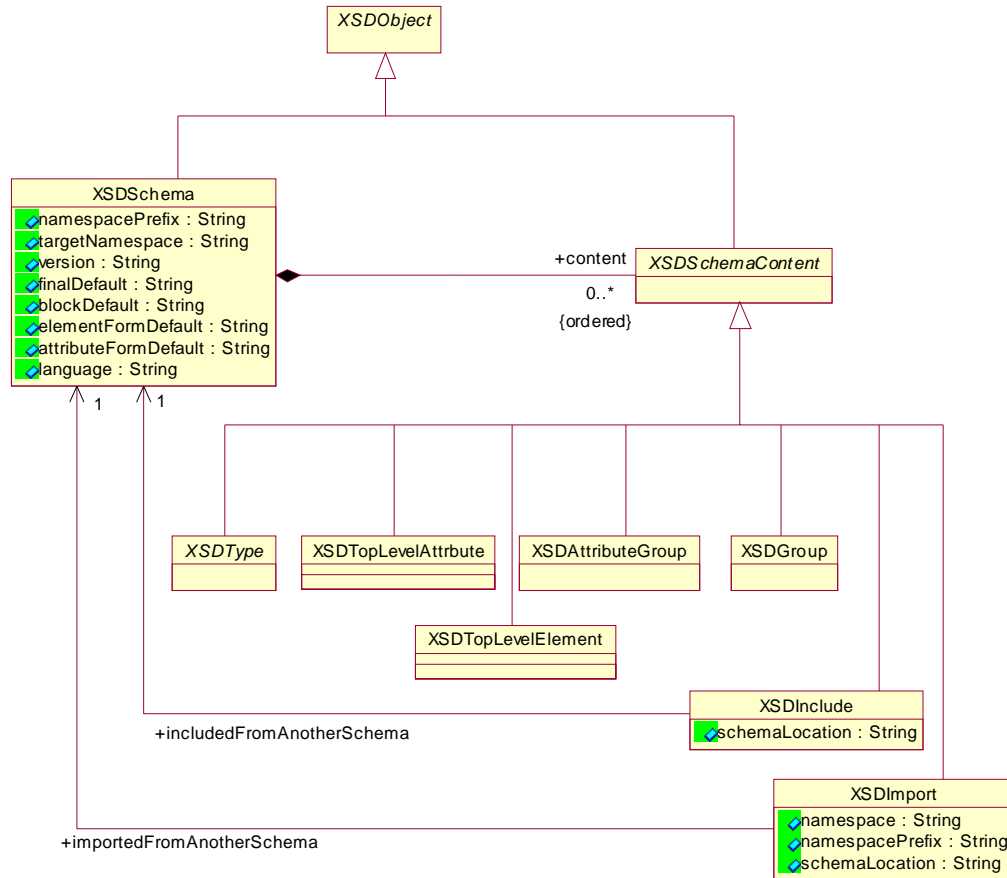 XSDObject
XSDSchema
namespacePrefix : String
targetNamespace : String
version : String
finalDefault : String
blockDefault : String
elementFormDefault : String
attributeFormDefault : String
language : String
+content
0..*
{ordered}
XSDSchemaContent
1
1
XSDType
XSDTopLevelAttrbute
XSDAttributeGroup
XSDGroup
XSDTopLevelElement
XSDInclude
schemaLocation : String
+includedFromAnotherSchema
XSDImport
namespace : String
namespacePrefix : String
schemaLocation : String
+importedFromAnotherSchema